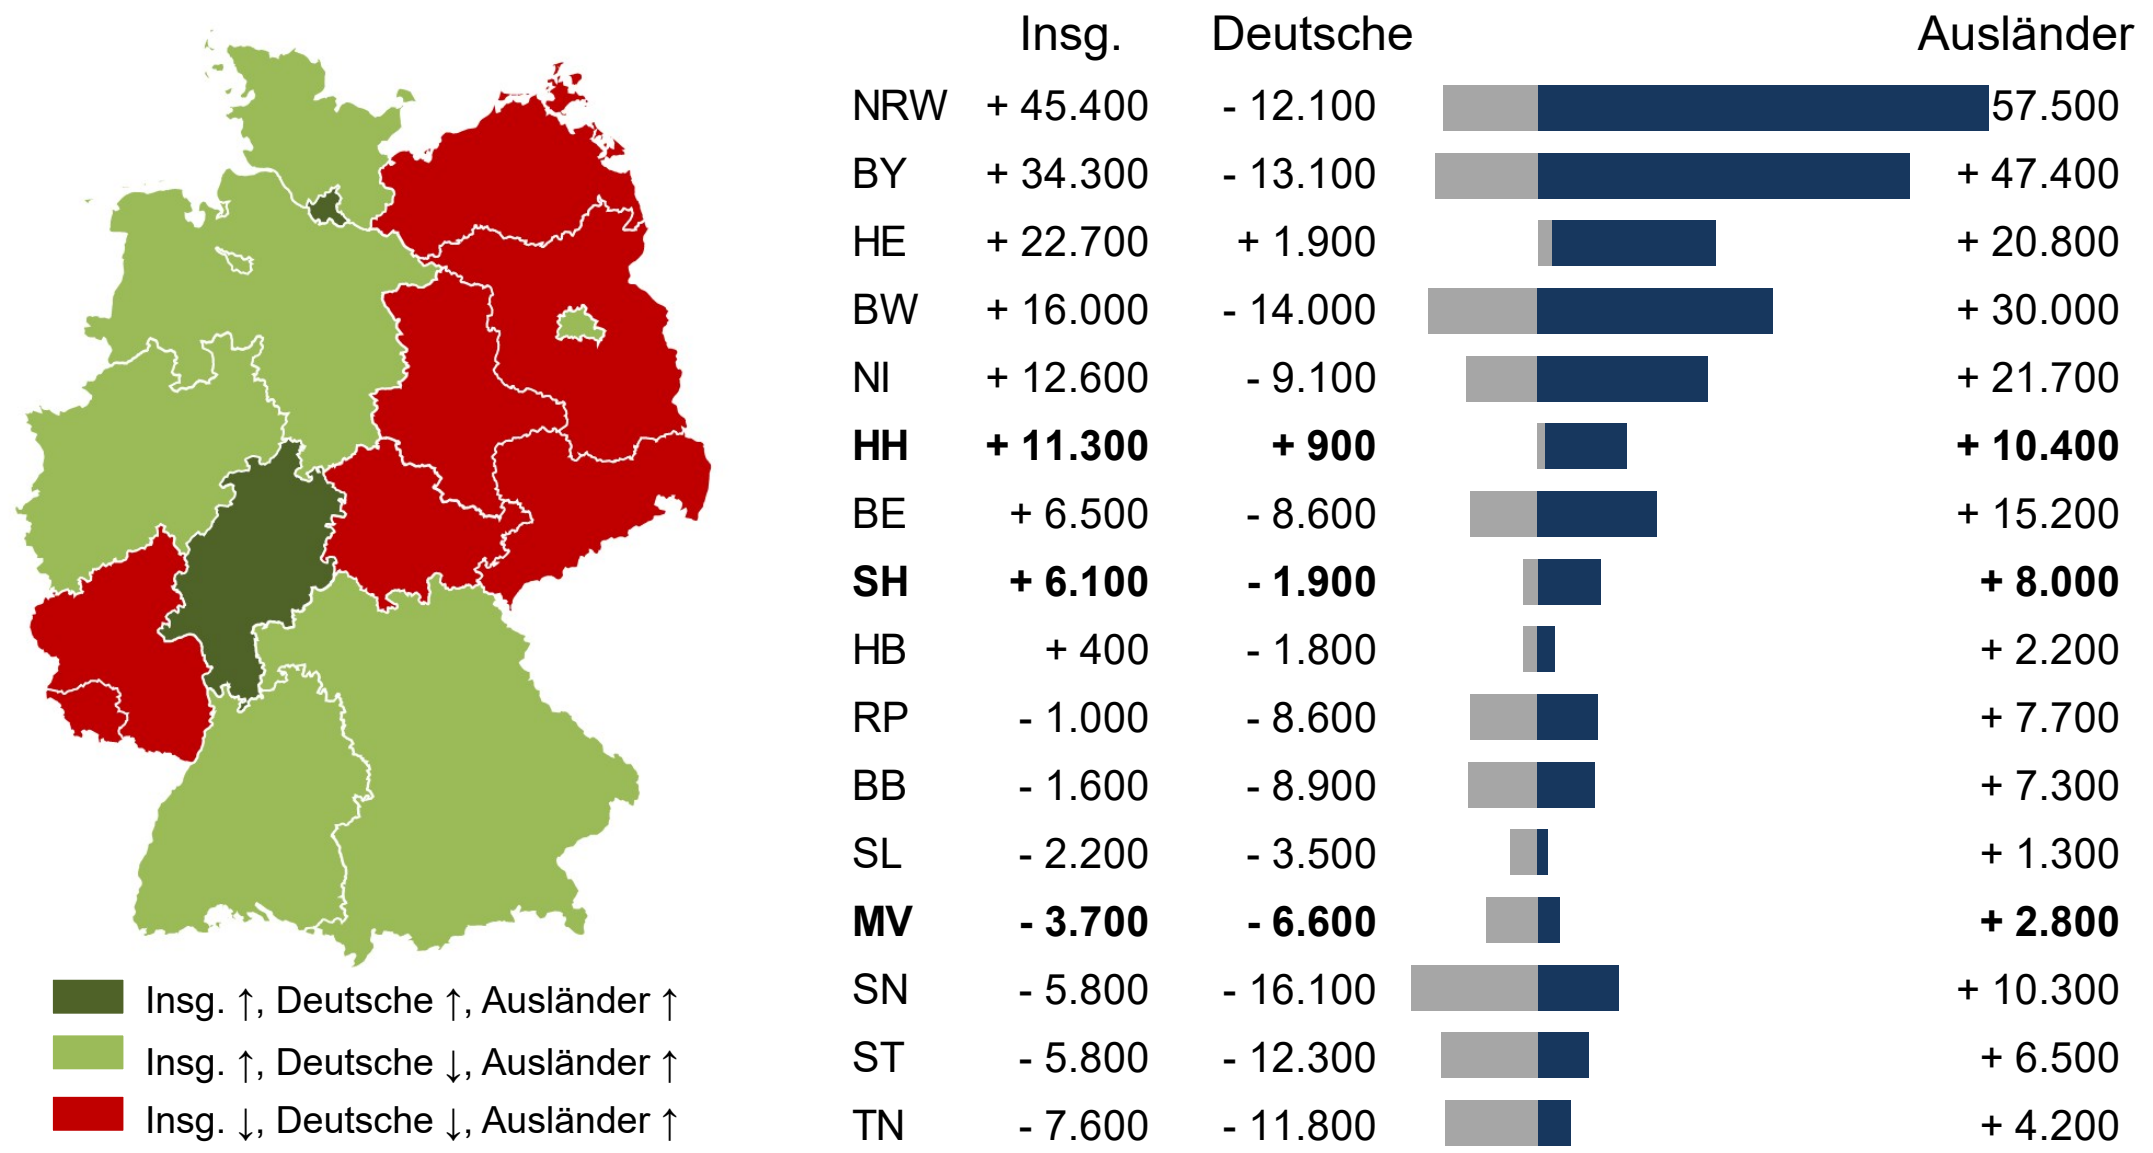 Insg. Deutsche Ausländer
NRW + 45.400 - 12.100 57.500
BY + 34.300 - 13.100 + 47.400
HE + 22.700 + 1.900 + 20.800
BW + 16.000 - 14.000 + 30.000
NI + 12.600 - 9.100 + 21.700
HH + 11.300 + 900 + 10.400
BE + 6.500 - 8.600 + 15.200
SH + 6.100 - 1.900 + 8.000
HB + 400 - 1.800 + 2.200
RP - 1.000 - 8.600 + 7.700
BB - 1.600 - 8.900 + 7.300
SL - 2.200 - 3.500 + 1.300
MV - 3.700 - 6.600 + 2.800
SN - 5.800 - 16.100 + 10.300
ST - 5.800 - 12.300 + 6.500
TN - 7.600 - 11.800 + 4.200
Insg. ↑, Deutsche ↑, Ausländer ↑
Insg. ↑, Deutsche ↓, Ausländer ↑
Insg. ↓, Deutsche ↓, Ausländer ↑